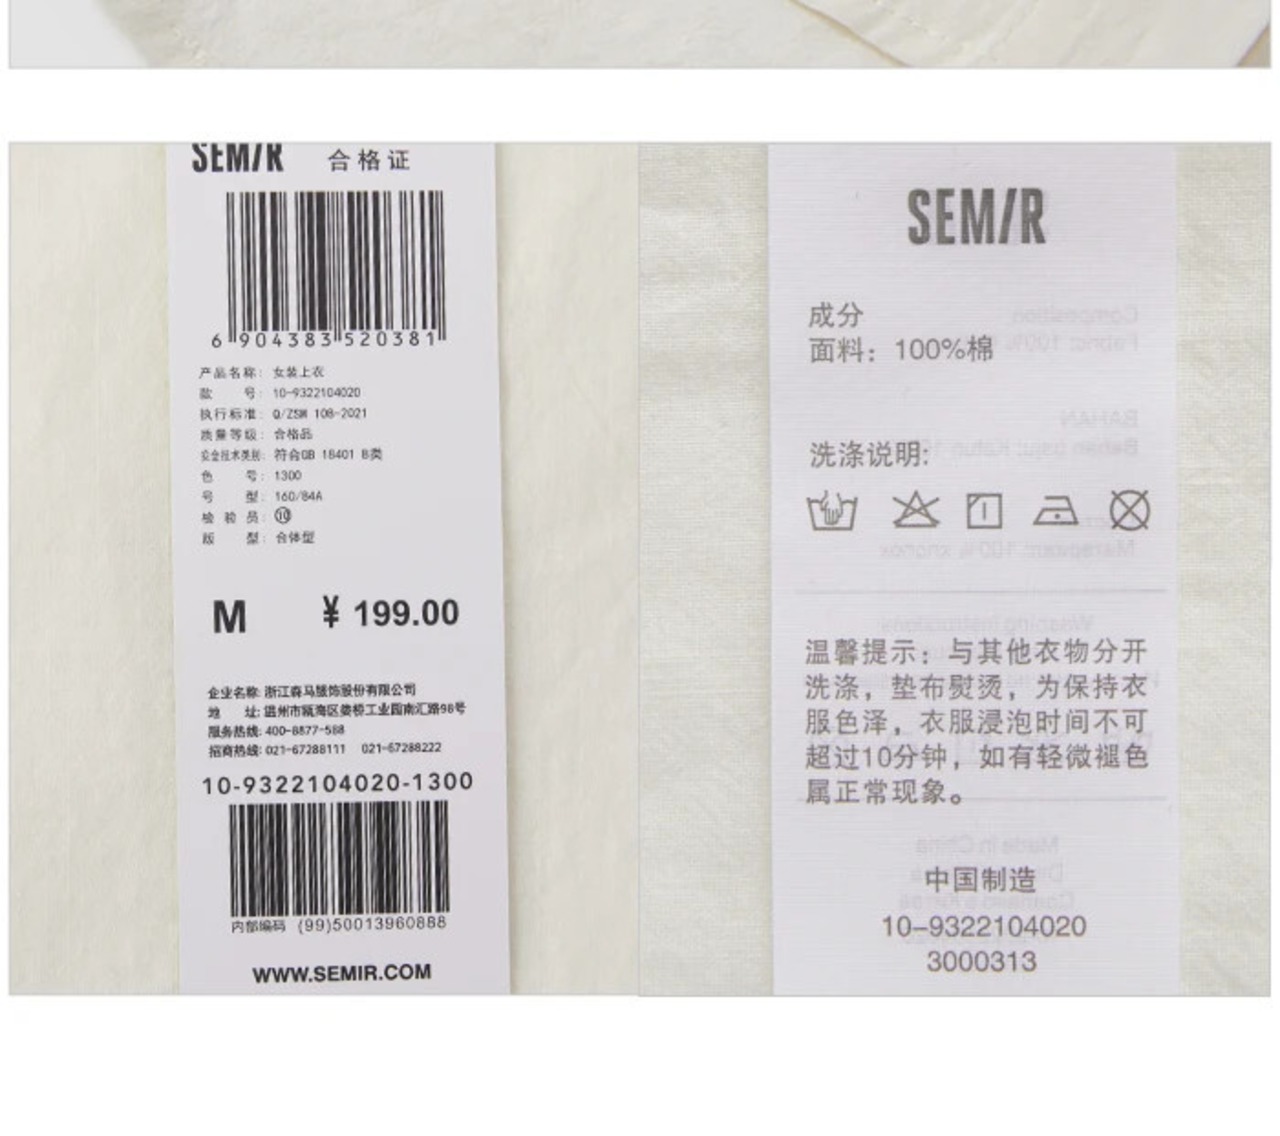 SEMIR 合格证
6 904383 520381
产品名称: 女装上衣
款 号: 10-9322104020
执行标准: Q/ZSM 108-2021
质量等级: 合格品
安全技术类别: 符合GB 18401 B类
色 号: 1300
号 型: 160/84A
检 验 员: ⑩
版 型: 合体型
M ¥ 199.00
企业名称: 浙江森马服饰股份有限公司
地 址: 温州市瓯海区娄桥工业园南汇路98号
服务热线: 400-8877-588
招商热线: 021-67288111 021-67288222
10-9322104020-1300
内部编码 (99)50013960888
WWW.SEMIR.COM
SEMIR
成分
面料: 100%棉
洗涤说明:
温馨提示: 与其他衣物分开
洗涤, 垫布熨烫, 为保持衣
服色泽, 衣服浸泡时间不可
超过10分钟, 如有轻微褪色
属正常现象。
中国制造
10-9322104020
3000313